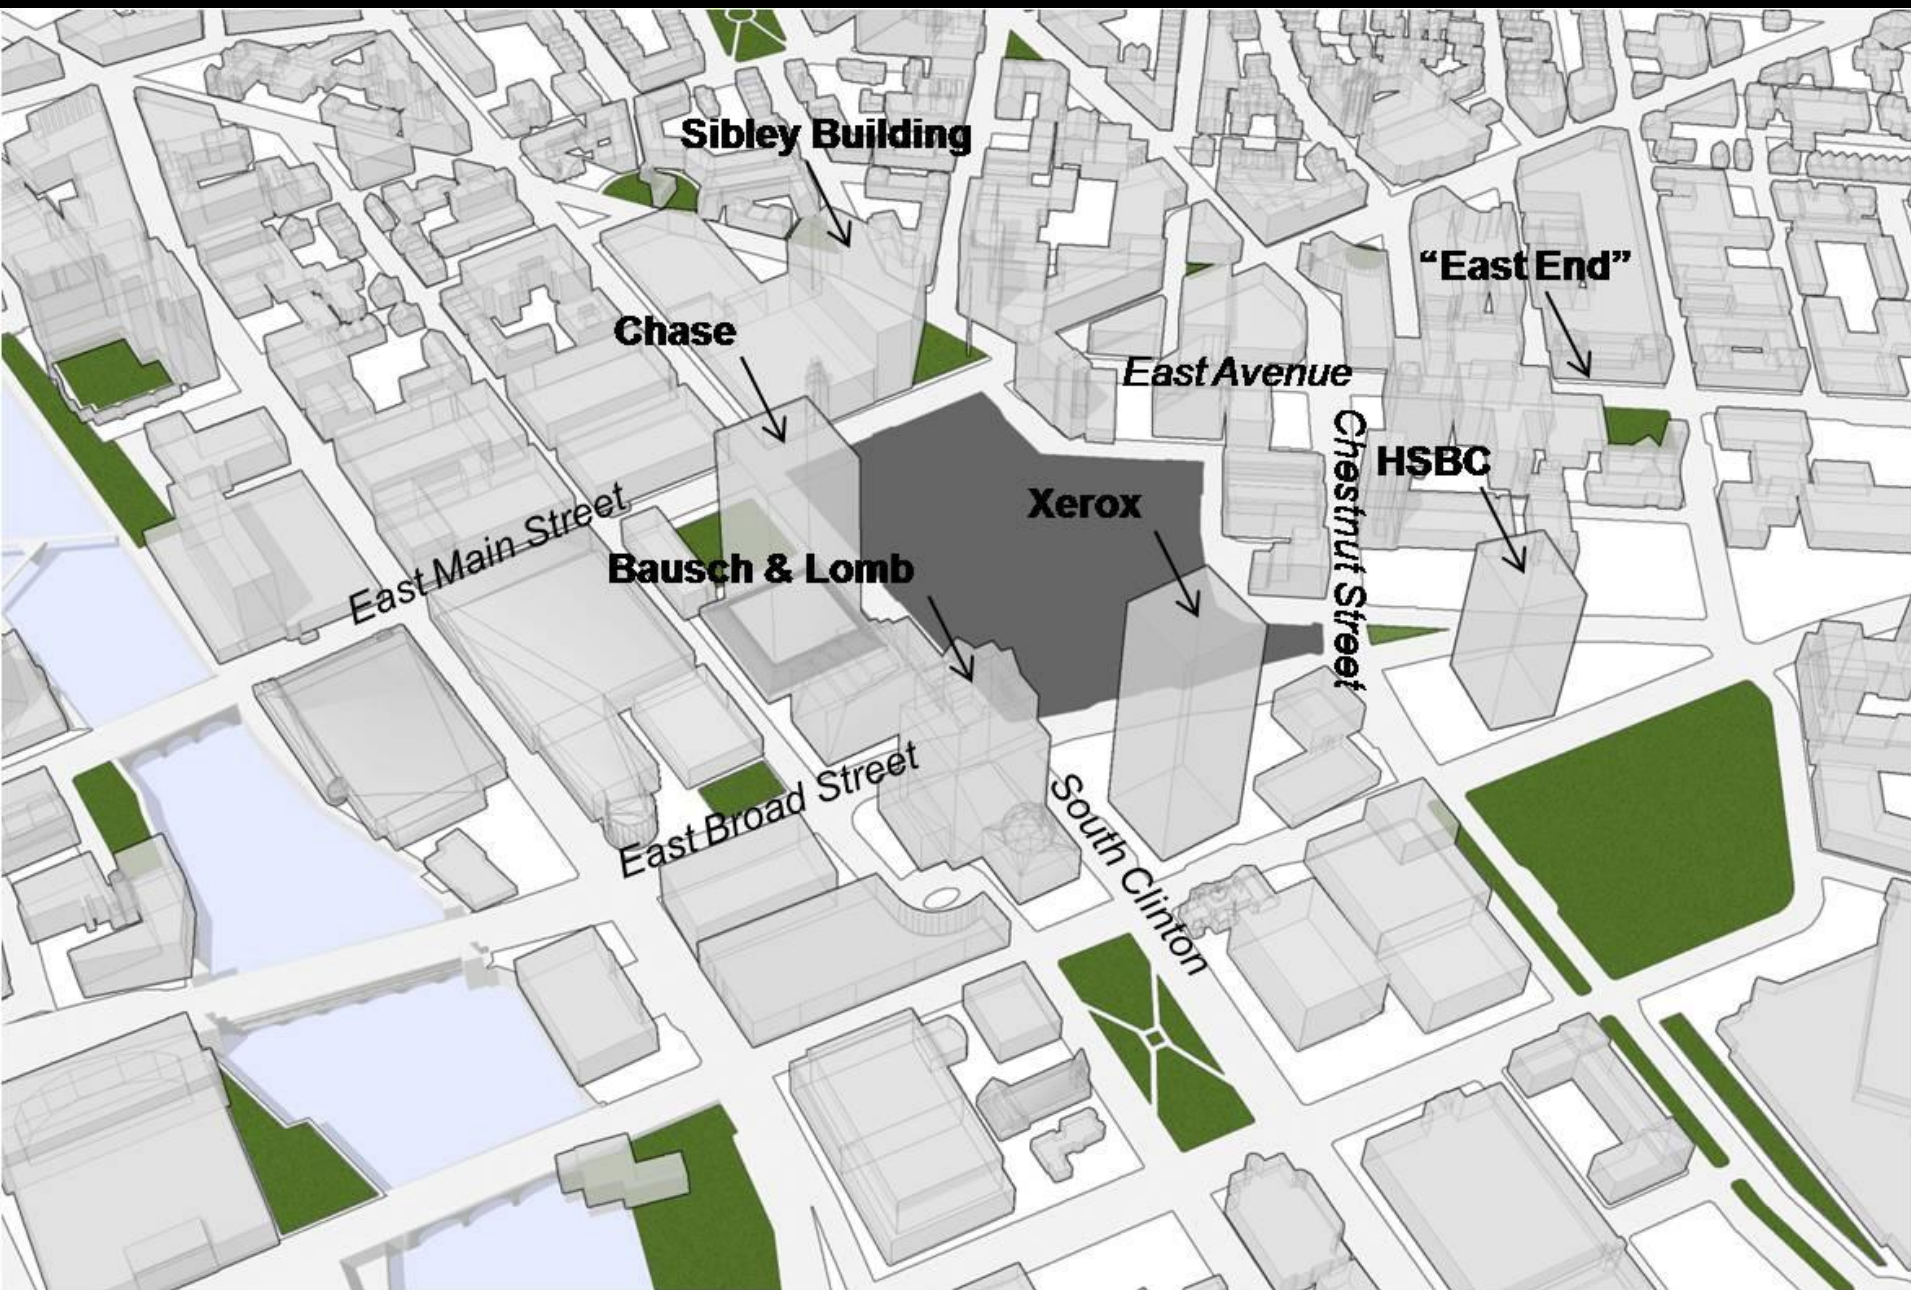 Sibley Building
“East End”
Chase
East Avenue
Chestnut Street
HSBC
Xerox
East Main Street
Bausch & Lomb
East Broad Street
South Clinton